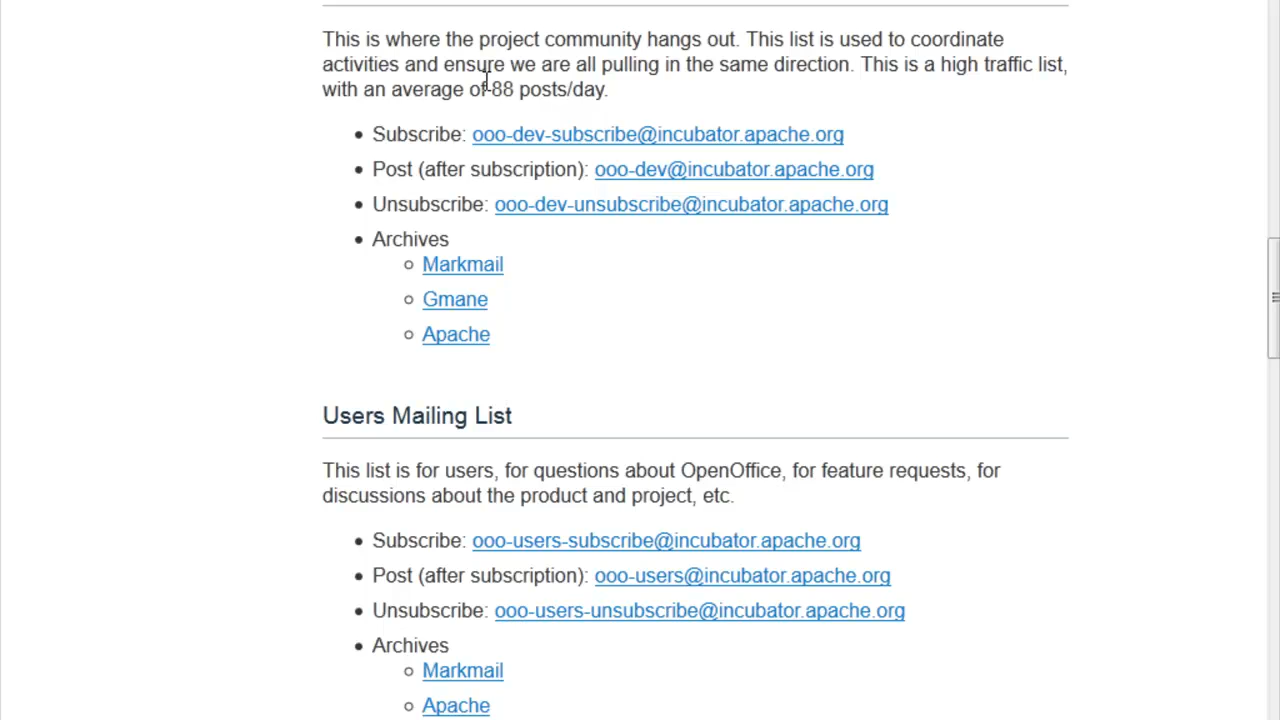 This is where the project community hangs out. This list is used to coordinate
activities and ensure we are all pulling in the same direction. This is a high traffic list,
with an average of 88 posts/day.
Subscribe: ooo-dev-subscribe@incubator.apache.org
Post (after subscription): ooo-dev@incubator.apache.org
Unsubscribe: ooo-dev-unsubscribe@incubator.apache.org
Archives
Markmail
Gmane
Apache
Users Mailing List
This list is for users, for questions about OpenOffice, for feature requests, for
discussions about the product and project, etc.
Subscribe: ooo-users-subscribe@incubator.apache.org
Post (after subscription): ooo-users@incubator.apache.org
Unsubscribe: ooo-users-unsubscribe@incubator.apache.org
Archives
Markmail
Apache